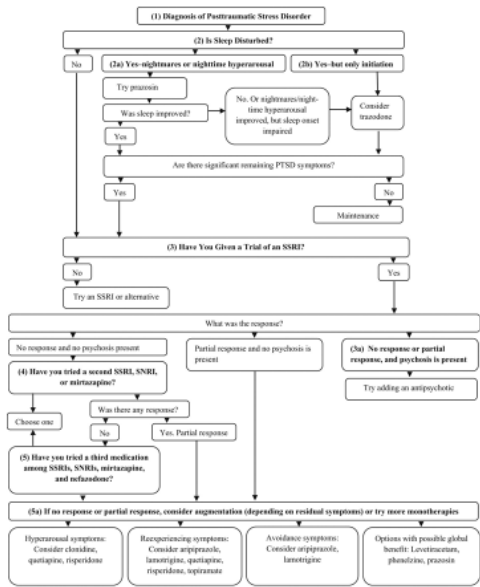 (1) Diagnosis of Posttraumatic Stress Disorder
(2) Is Sleep Disturbed?
No
(2a) Yes–nightmares or nighttime hyperarousal
(2b) Yes–but only initiation
Try prazosin
Was sleep improved?
No. Or nightmares/night-
time hyperarousal
improved, but sleep onset
impaired
Consider
trazodone
Yes
Are there significant remaining PTSD symptoms?
Yes
No
Maintenance
(3) Have You Given a Trial of an SSRI?
No
Yes
Try an SSRI or alternative
What was the response?
No response and no psychosis present
Partial response and no psychosis is
present
(3a) No response or partial
response, and psychosis is present
(4) Have you tried a second SSRI, SNRI,
or mirtazapine?
Try adding an antipsychotic
Was there any response?
Choose one
No
Yes. Partial response
(5) Have you tried a third medication
among SSRIs, SNRIs, mirtazapine,
and nefazodone?
(5a) If no response or partial response, consider augmentation (depending on residual symptoms) or try more monotherapies
Hyperarousal symptoms:
Consider clonidine,
quetiapine, risperidone
Reexperiencing symptoms:
Consider aripiprazole,
lamotrigine, quetiapine,
risperidone, topiramate
Avoidance symptoms:
Consider aripiprazole,
lamotrigine
Options with possible global
benefit: Levetiracetam,
phenelzine, prazosin